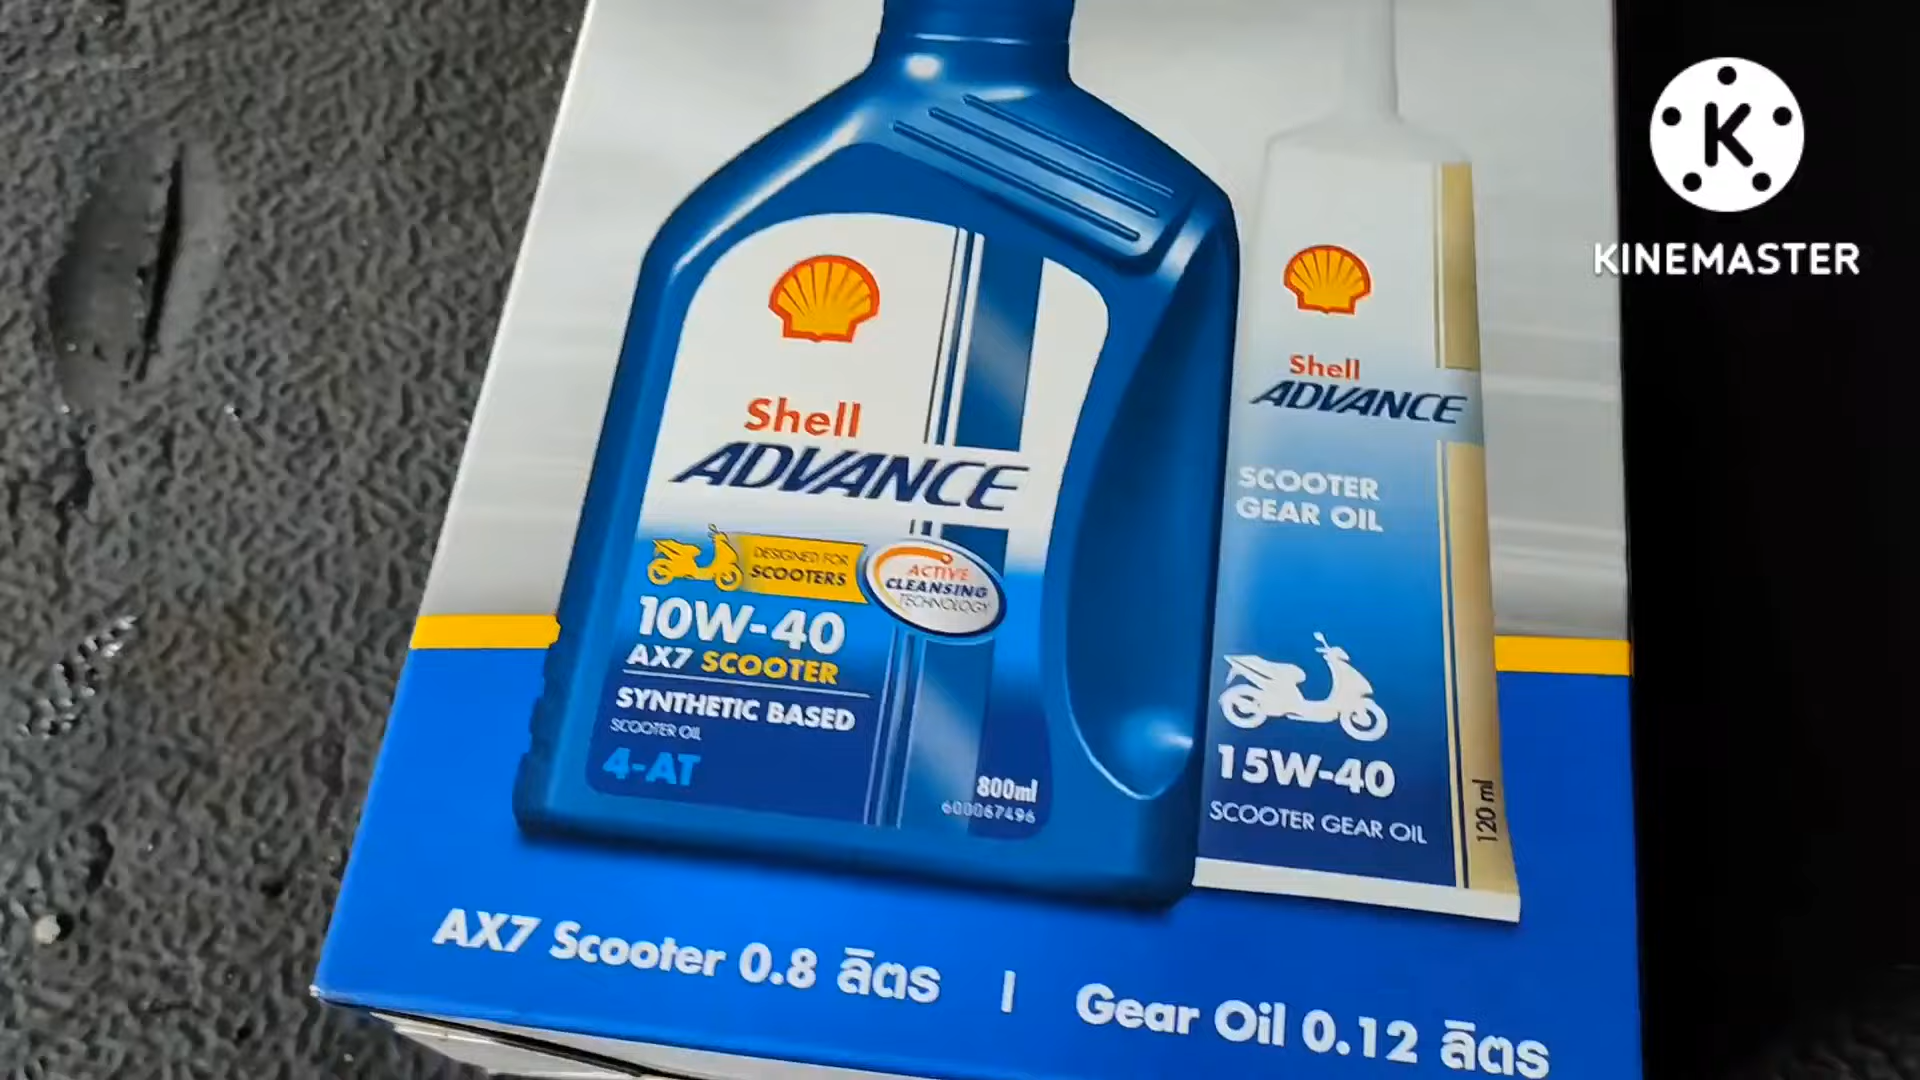 Shell
ADVANCE
DESIGNED FOR
SCOOTERS
ACTIVE
CLEANSING
TECHNOLOGY
10W-40
AX7 SCOOTER
SYNTHETIC BASED
SCOOTER OIL
4-AT
800ml
600067496
Shell
ADVANCE
SCOOTER
GEAR OIL
15W-40
SCOOTER GEAR OIL
120 ml
AX7 Scooter 0.8 ลิตร | Gear Oil 0.12 ลิตร
K
KINEMASTER